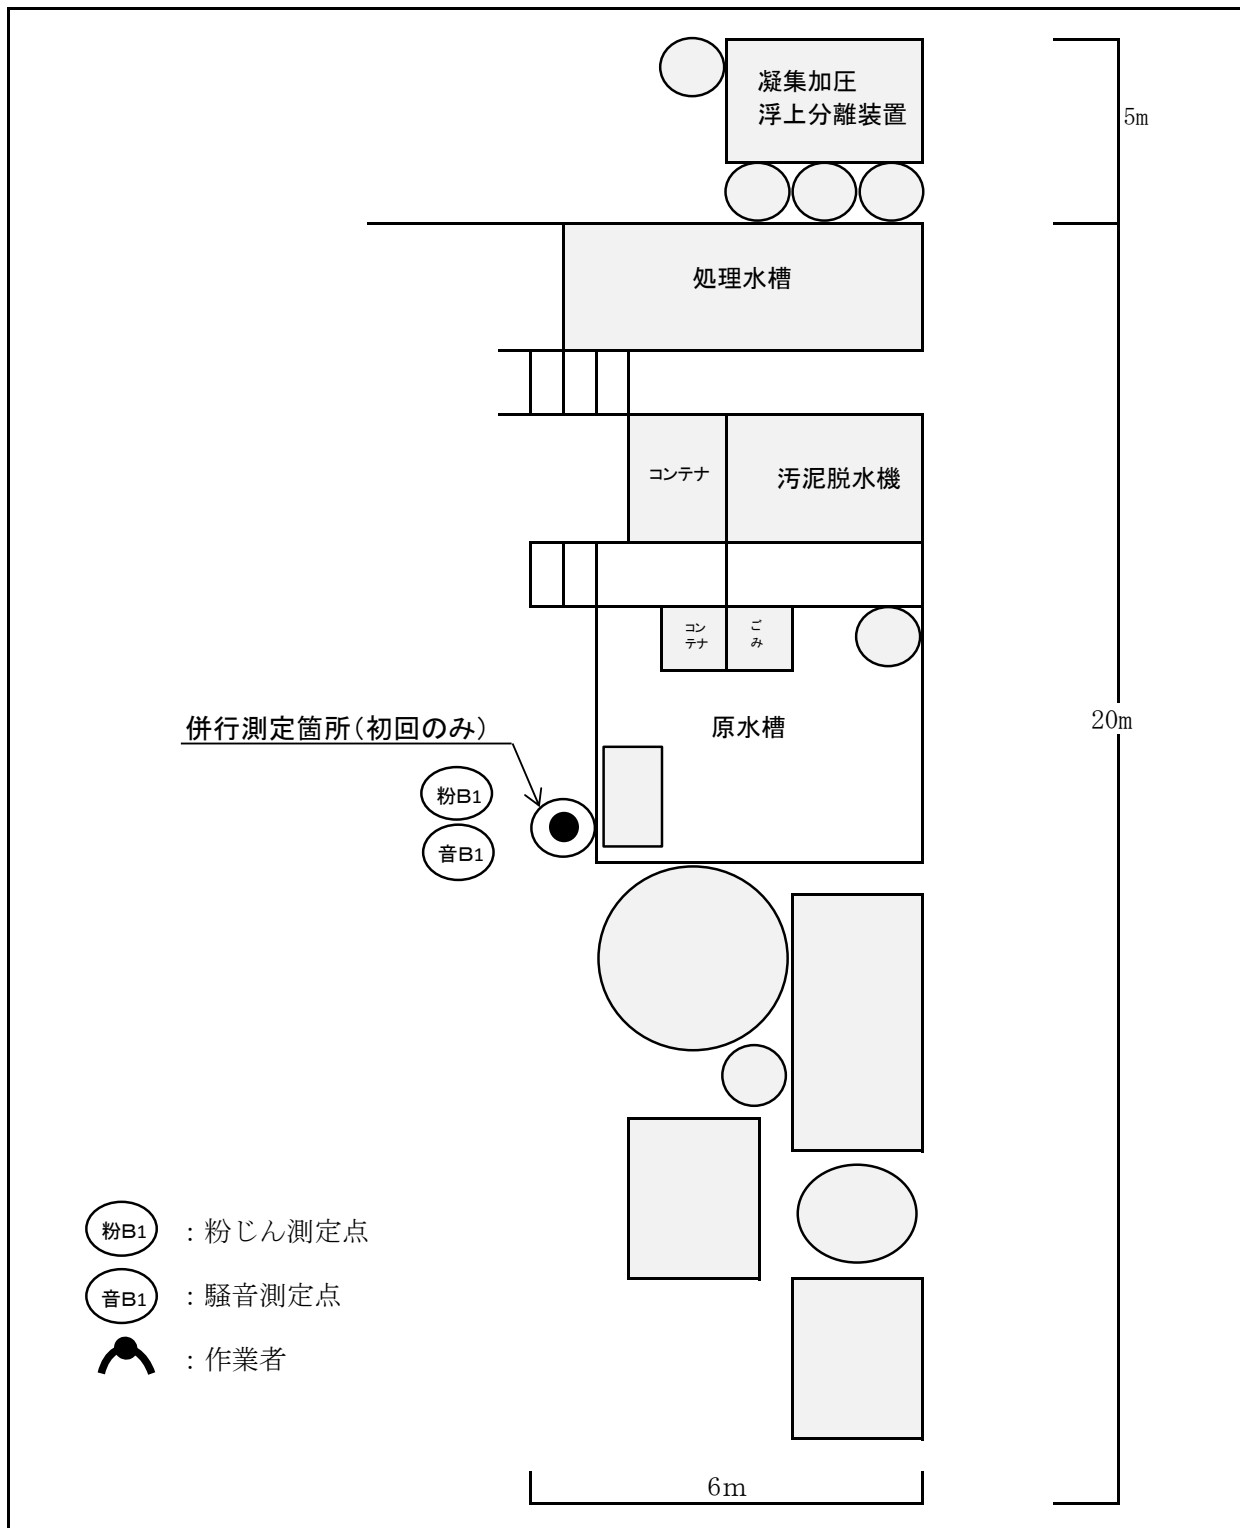 凝集加圧
浮上分離装置
5m
処理水槽
コンテナ
汚泥脱水機
コン
テナ
ご
み
原水槽
20m
併行測定箇所(初回のみ)
粉B1
音B1
粉B1
：粉じん測定点
音B1
：騒音測定点
：作業者
6m